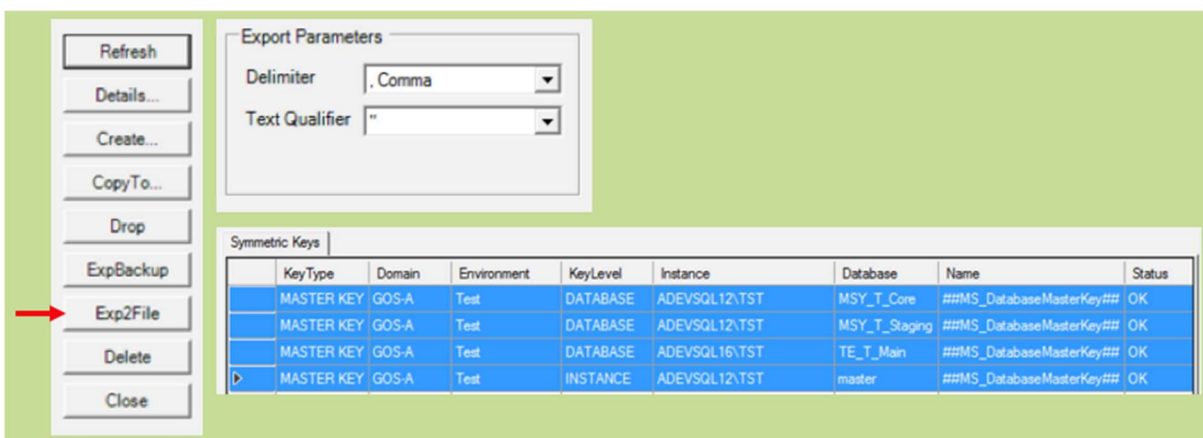 Refresh
Details...
Create...
CopyTo...
Drop
ExpBackup
Exp2File
Delete
Close
Export Parameters
Delimiter , Comma
Text Qualifier "
Symmetric Keys
KeyType Domain Environment KeyLevel Instance Database Name Status
MASTER KEY GOS-A Test DATABASE ADEVSQL12\TST MSY_T_Core ##MS_DatabaseMasterKey## OK
MASTER KEY GOS-A Test DATABASE ADEVSQL12\TST MSY_T_Staging ##MS_DatabaseMasterKey## OK
MASTER KEY GOS-A Test DATABASE ADEVSQL16\TST TE_T_Main ##MS_DatabaseMasterKey## OK
MASTER KEY GOS-A Test INSTANCE ADEVSQL12\TST master ##MS_DatabaseMasterKey## OK